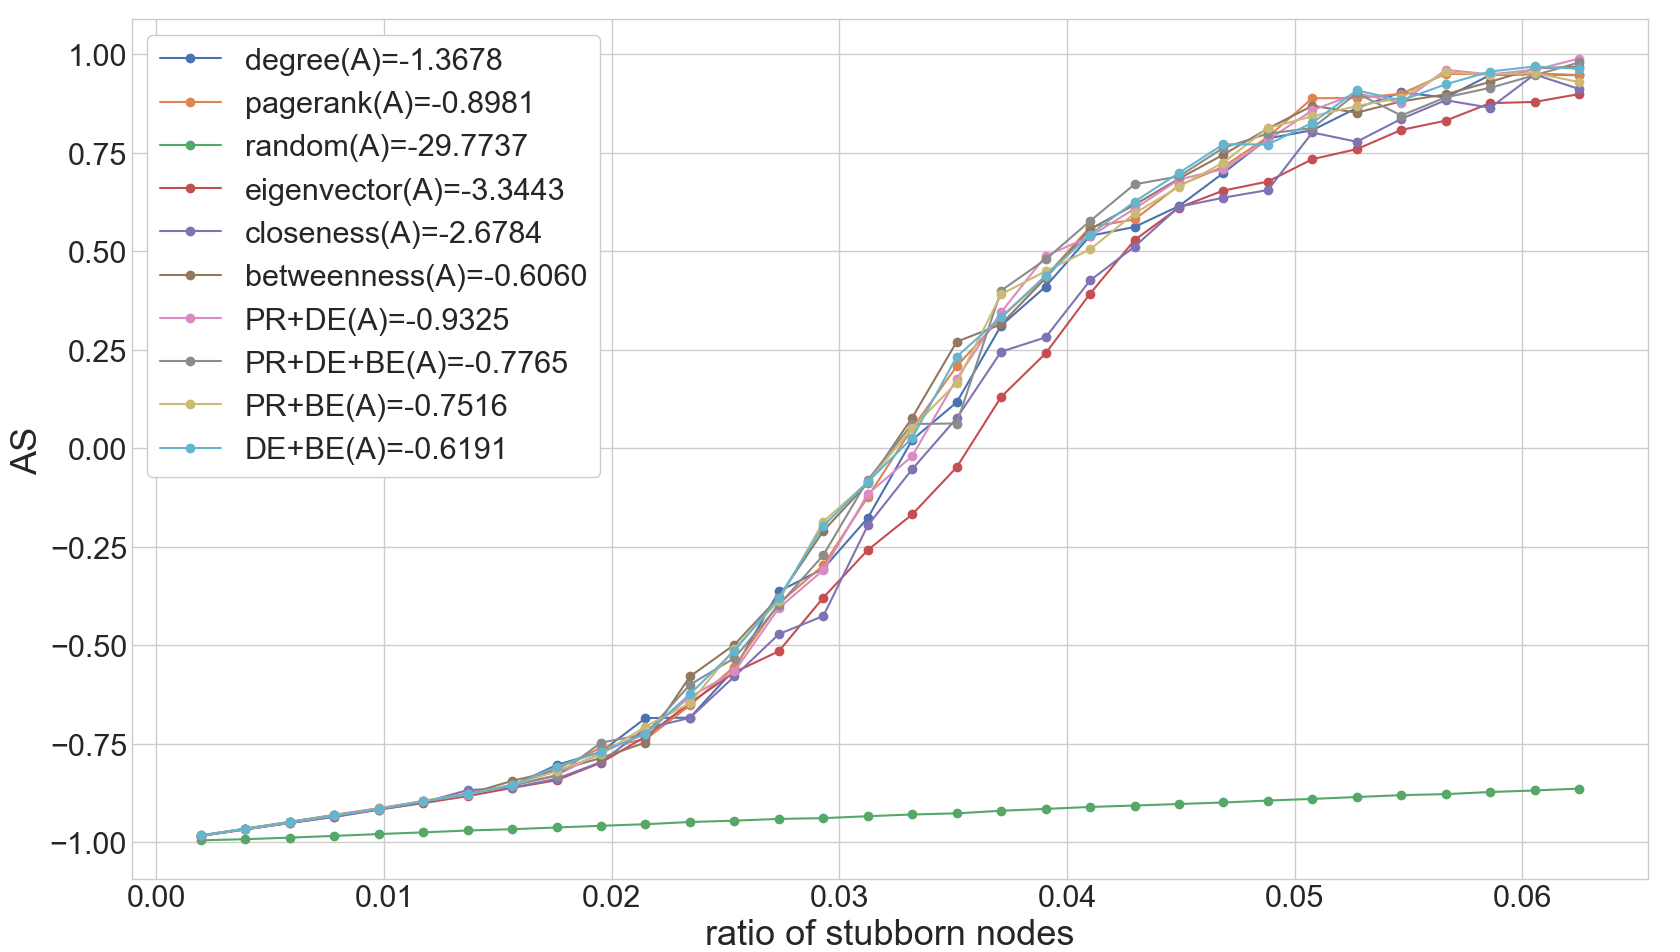 1.00
0.75
0.50
0.25
0.00
−0.25
−0.50
−0.75
−1.00
AS
degree(A)=-1.3678
pagerank(A)=-0.8981
random(A)=-29.7737
eigenvector(A)=-3.3443
closeness(A)=-2.6784
betweenness(A)=-0.6060
PR+DE(A)=-0.9325
PR+DE+BE(A)=-0.7765
PR+BE(A)=-0.7516
DE+BE(A)=-0.6191
0.00 0.01 0.02 0.03 0.04 0.05 0.06
ratio of stubborn nodes